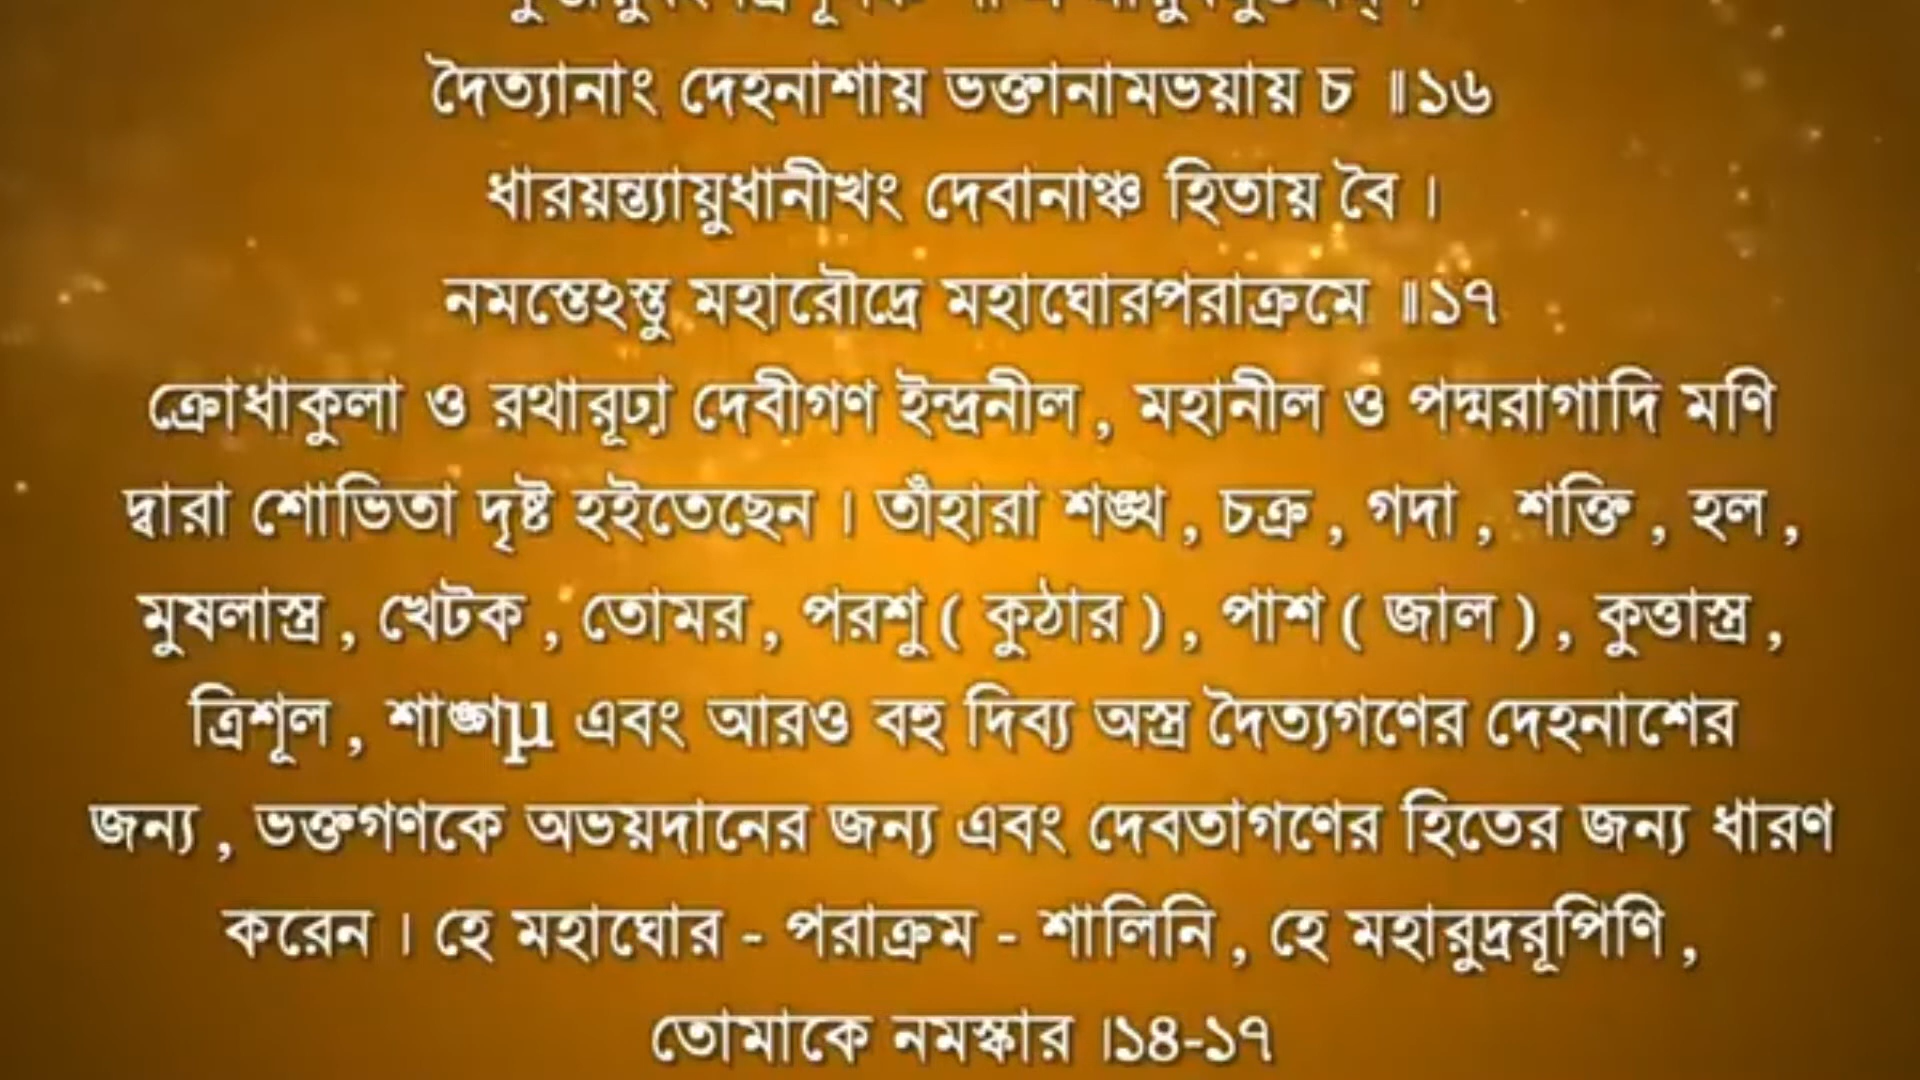 দৈত্যানাং দেহনাশায় ভক্তানামভয়ায় চ ॥১৬
ধারয়ন্ত্যায়ুধানীখং দেবানাঞ্চ হিতায় বৈ ।
নমস্তেঽস্তু মহারৌদ্রে মহাঘোরপরাক্রমে ॥১৭
ক্রোধাকুলা ও রথারূঢ়া দেবীগণ ইন্দ্রনীল , মহানীল ও পদ্মরাগাদি মণি
দ্বারা শোভিতা দৃষ্ট হইতেছেন । তাঁহারা শঙ্খ , চক্র , গদা , শক্তি , হল ,
মুষলাস্ত্র , খেটক , তোমর , পরশু ( কুঠার ) , পাশ ( জাল ) , কুত্তাস্ত্র ,
ত্রিশূল , শাঙ্গµ এবং আরও বহু দিব্য অস্ত্র দৈত্যগণের দেহনাশের
জন্য , ভক্তগণকে অভয়দানের জন্য এবং দেবতাগণের হিতের জন্য ধারণ
করেন । হে মহাঘোর - পরাক্রম - শালিনি , হে মহারুদ্ররূপিণি ,
তোমাকে নমস্কার ।১৪-১৭